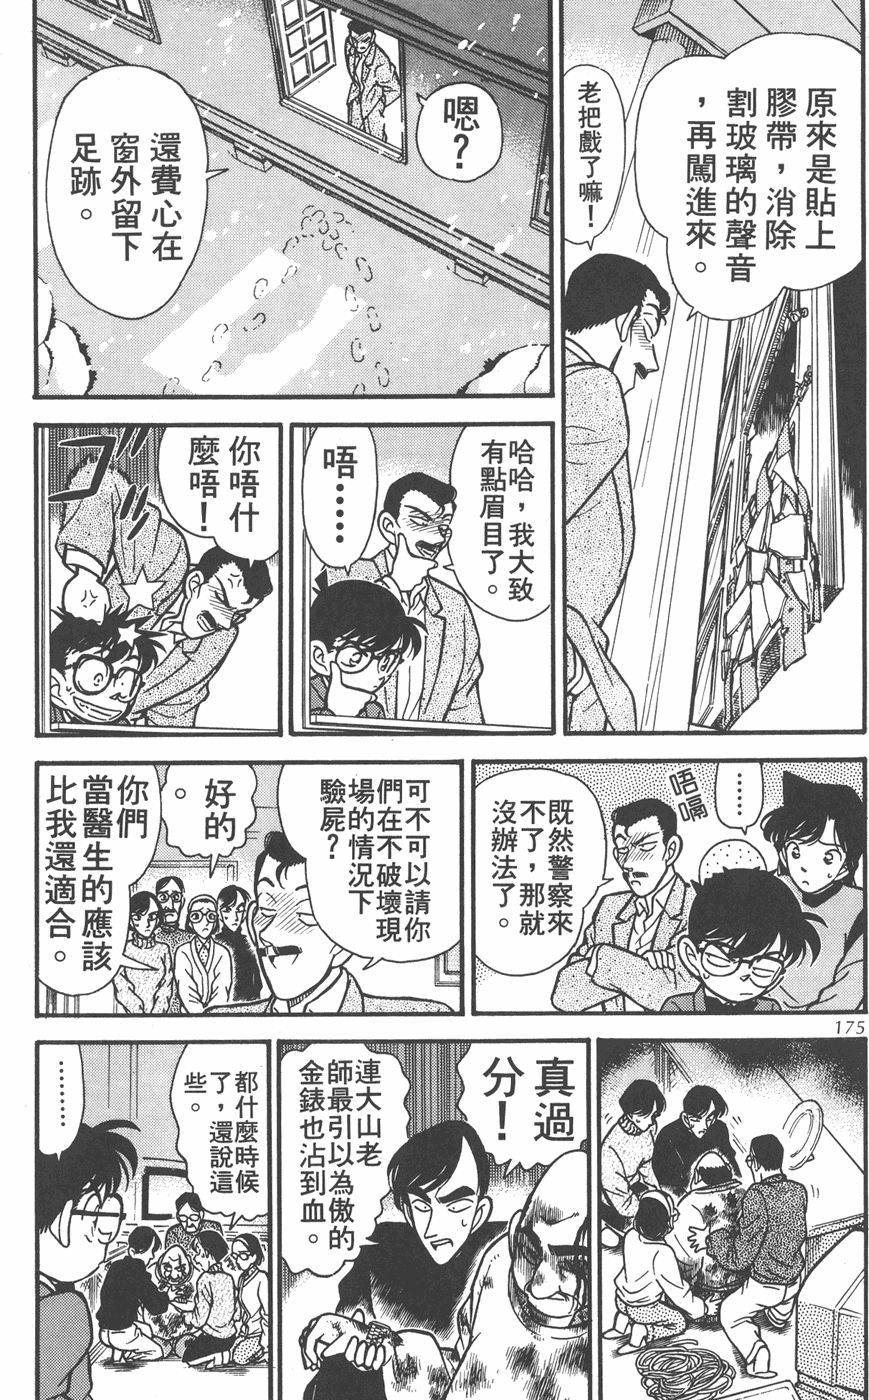 原來是貼上
膠帶，消除
割玻璃的聲音
，再闖進來。
老把戲了嘛！
嗯？
還費心在
窗外留下
足跡。
哈哈，我大致
有點眉目了。
唔……
你唔什
麼唔！
…
唔嗝
既然警察來
不了，那就
沒辦法了。
可不可以請你
們在不破壞現
場的情況下
驗屍？
好的
。
你們
當醫生的應該
比我還適合。
175
真過
分！
連大山老
師最引以為傲的
金錶也沾到血。
都什麼時候
了，還說這
些。
……